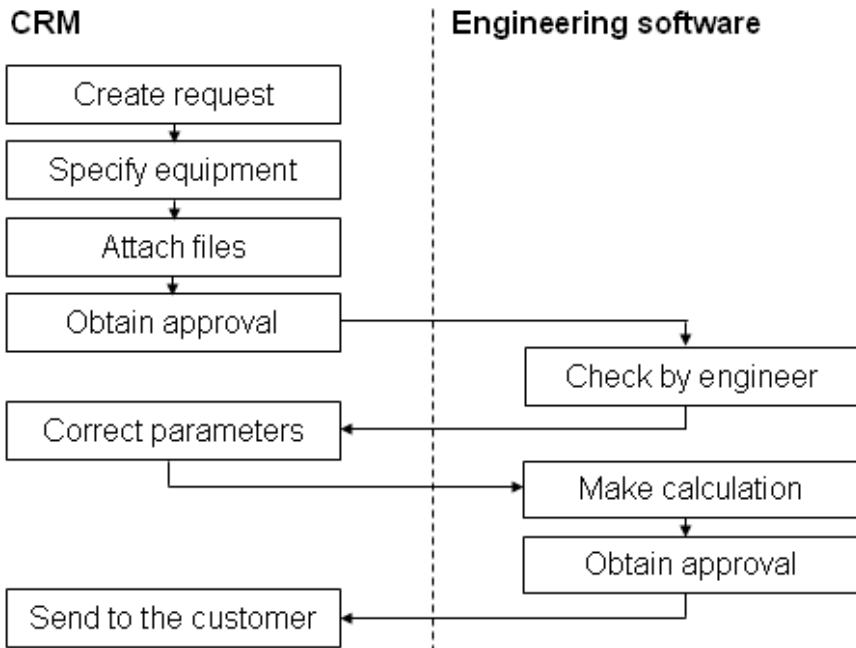 CRM
Engineering software
Create request
Specify equipment
Attach files
Obtain approval
Check by engineer
Correct parameters
Make calculation
Obtain approval
Send to the customer